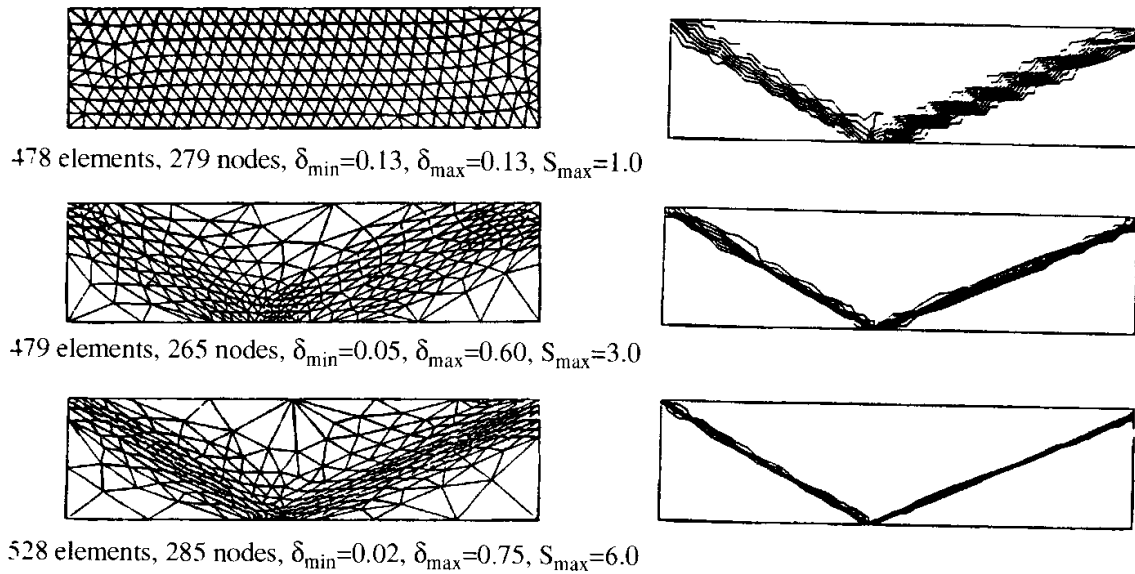 478 elements, 279 nodes, δmin=0.13, δmax=0.13, Smax=1.0
479 elements, 265 nodes, δmin=0.05, δmax=0.60, Smax=3.0
528 elements, 285 nodes, δmin=0.02, δmax=0.75, Smax=6.0